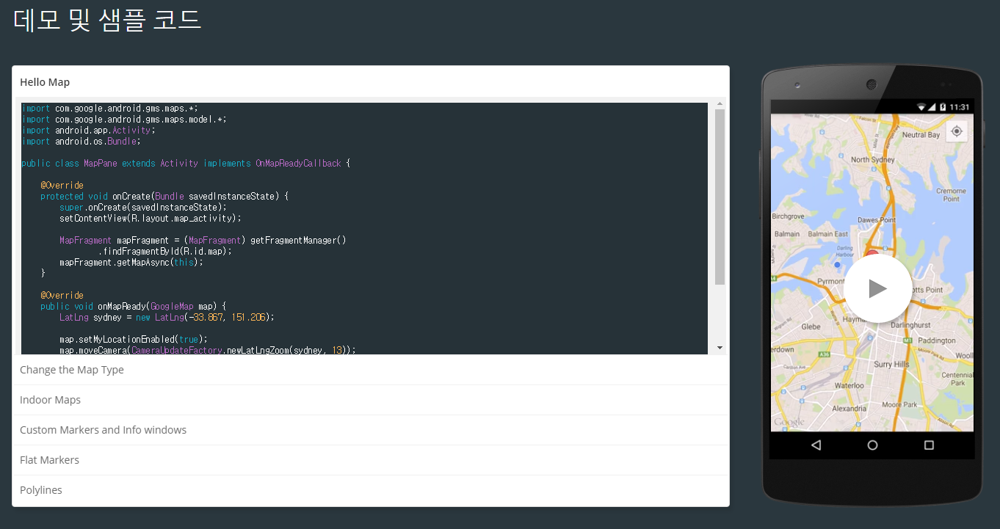 데모 및 샘플 코드
Hello Map
import com.google.android.gms.maps.*;
import com.google.android.gms.maps.model.*;
import android.app.Activity;
import android.os.Bundle;
public class MapPane extends Activity implements OnMapReadyCallback {
@Override
protected void onCreate(Bundle savedInstanceState) {
super.onCreate(savedInstanceState);
setContentView(R.layout.map_activity);
MapFragment mapFragment = (MapFragment) getFragmentManager()
.findFragmentById(R.id.map);
mapFragment.getMapAsync(this);
}
@Override
public void onMapReady(GoogleMap map) {
LatLng sydney = new LatLng(-33.867, 151.206);
map.setMyLocationEnabled(true);
map.moveCamera(CameraUpdateFactory.newLatLngZoom(sydney, 13));
Change the Map Type
Indoor Maps
Custom Markers and Info windows
Flat Markers
Polylines
11:31
Neutral Bay
North Sydney
Cremorne
Point
Birchgrove
Dawes Point
Balmain
Balmain East
Darling
Harbour
Pyrmont
otts Point
Hayma
Darlinghurst
Glebe
M1
Paddington
erdown
A36
Wooll
Surry Hills
Centennial
Park
Waterloo
Moore Park
Alexandria
Google